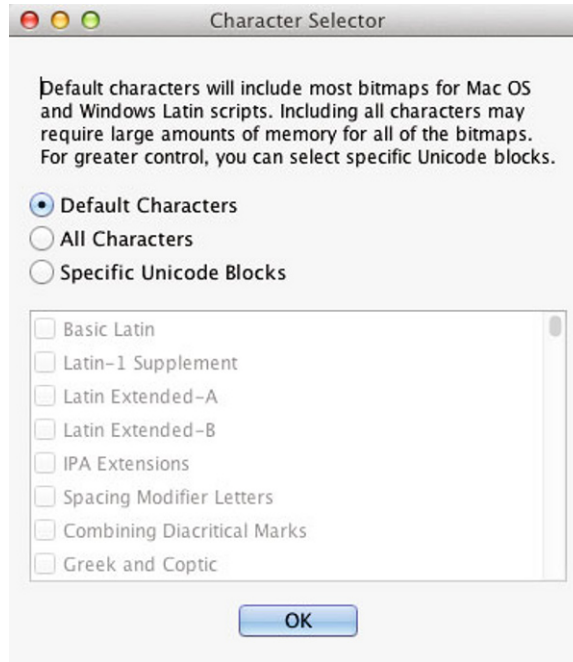 Character Selector
Default characters will include most bitmaps for Mac OS
and Windows Latin scripts. Including all characters may
require large amounts of memory for all of the bitmaps.
For greater control, you can select specific Unicode blocks.
Default Characters
All Characters
Specific Unicode Blocks
Basic Latin
Latin-1 Supplement
Latin Extended-A
Latin Extended-B
IPA Extensions
Spacing Modifier Letters
Combining Diacritical Marks
Greek and Coptic
OK